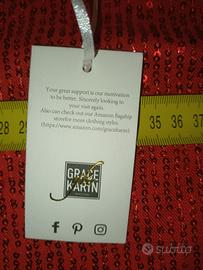 Your great support is our motivation
to be better. Sincerely looking to
your visit again.
Also can check out our Amazon flagship
storefor more clothing styles.
(https://www.amazon.com/gracekarin)
28
29
35
36
37
GRACE
KARIN
subito